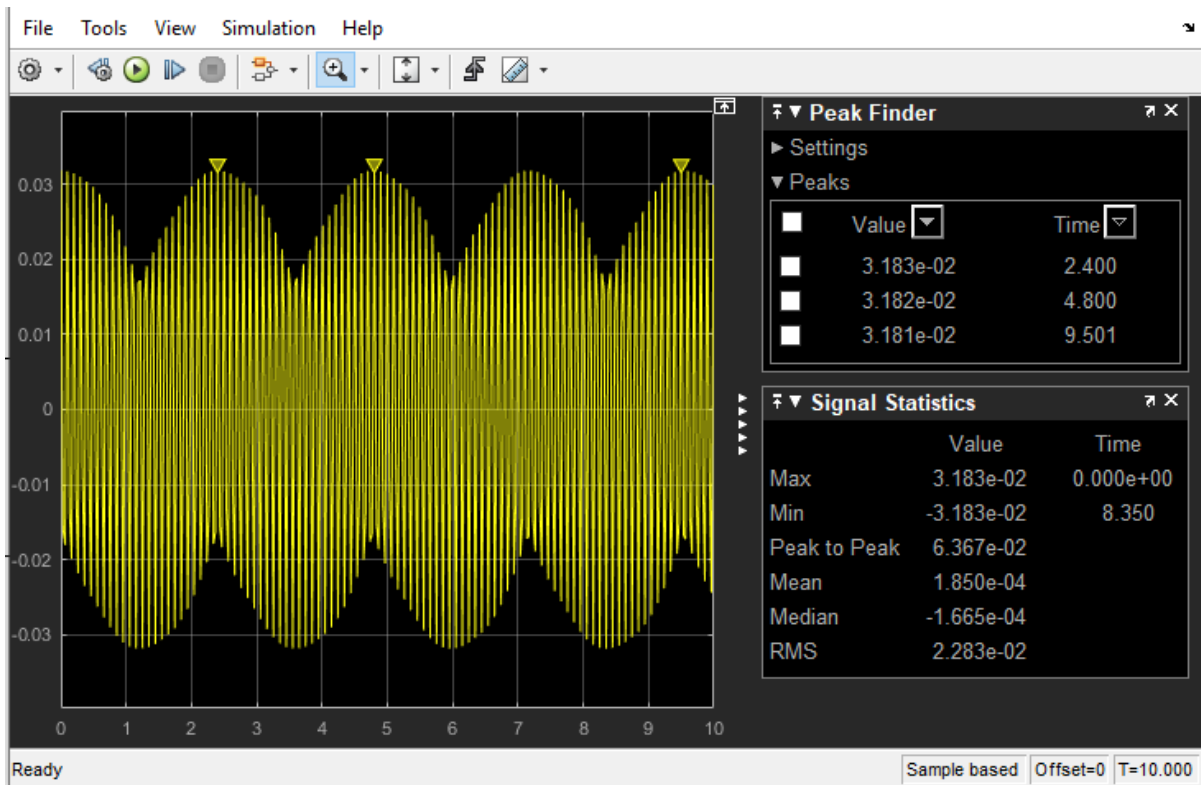 File Tools View Simulation Help
0.03
0.02
0.01
0
-0.01
-0.02
-0.03
0 1 2 3 4 5 6 7 8 9 10
Peak Finder
Settings
Peaks
Value Time
3.183e-02 2.400
3.182e-02 4.800
3.181e-02 9.501
Signal Statistics
Value Time
Max 3.183e-02 0.000e+00
Min -3.183e-02 8.350
Peak to Peak 6.367e-02
Mean 1.850e-04
Median -1.665e-04
RMS 2.283e-02
Ready Sample based Offset=0 T=10.000